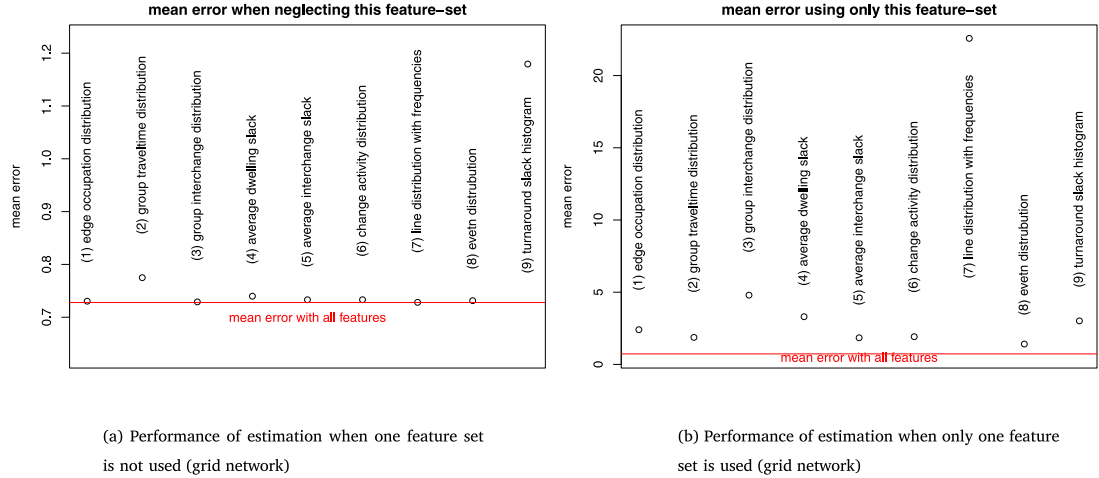 mean error when neglecting this feature−set
mean error
1.2
1.1
1.0
0.9
0.8
0.7
(1) edge occupation distribution
(2) group traveltime distribution
(3) group interchange distribution
(4) average dwelling slack
(5) average interchange slack
(6) change activity distribution
(7) line distribution with frequencies
(8) evetn distrubution
(9) turnaround slack histogram
mean error with all features
(a) Performance of estimation when one feature set
is not used (grid network)
mean error using only this feature−set
mean error
20
15
10
5
0
(1) edge occupation distribution
(2) group traveltime distribution
(3) group interchange distribution
(4) average dwelling slack
(5) average interchange slack
(6) change activity distribution
(7) line distribution with frequencies
(8) evetn distrubution
(9) turnaround slack histogram
mean error with all features
(b) Performance of estimation when only one feature
set is used (grid network)